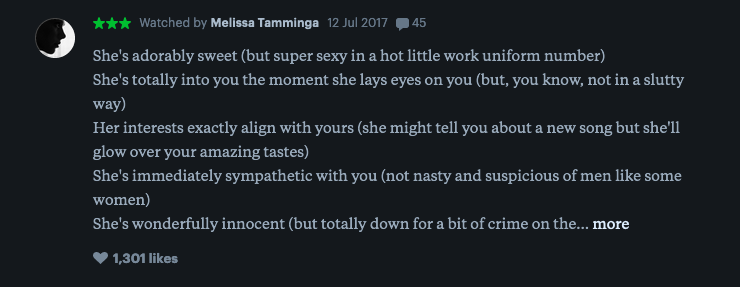 ★★★ Watched by Melissa Tamminga 12 Jul 2017 45
She's adorably sweet (but super sexy in a hot little work uniform number)
She's totally into you the moment she lays eyes on you (but, you know, not in a slutty
way)
Her interests exactly align with yours (she might tell you about a new song but she'll
glow over your amazing tastes)
She's immediately sympathetic with you (not nasty and suspicious of men like some
women)
She's wonderfully innocent (but totally down for a bit of crime on the... more
1,301 likes